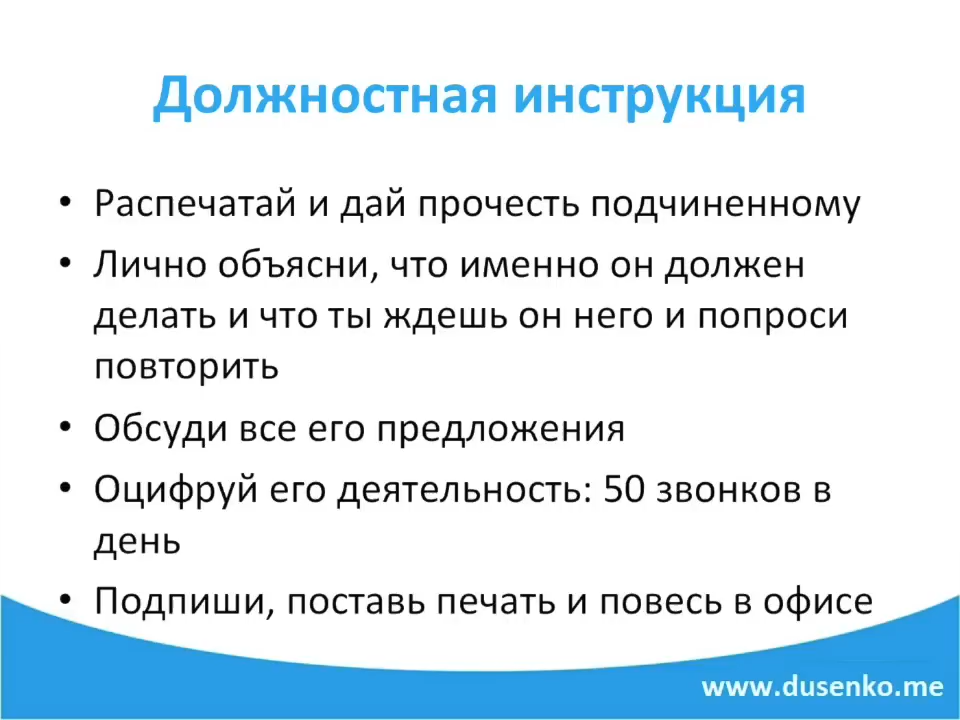 Должностная инструкция
• Распечатай и дай прочесть подчиненному
• Лично объясни, что именно он должен
делать и что ты ждешь он него и попроси
повторить
• Обсуди все его предложения
• Оцифруй его деятельность: 50 звонков в
день
• Подпиши, поставь печать и повесь в офисе
www.dusenko.me